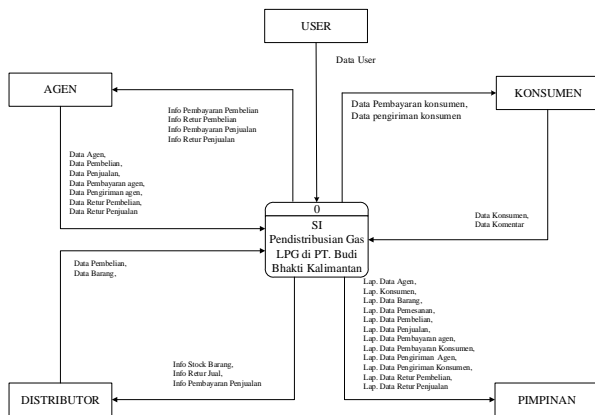 USER
Data User
AGEN
KONSUMEN
Info Pembayaran Pembelian
Info Retur Pembelian
Info Pembayaran Penjualan
Info Retur Penjualan
Data Pembayaran konsumen,
Data pengiriman konsumen
Data Agen,
Data Pembelian,
Data Penjualan,
Data Pembayaran agen,
Data Pengiriman agen,
Data Retur Pembelian,
Data Retur Penjualan
0
SI
Pendistribusian Gas
LPG di PT. Budi
Bhakti Kalimantan
Data Konsumen,
Data Komentar
Data Pembelian,
Data Barang,
Lap. Data Agen,
Lap. Konsumen,
Lap. Data Barang,
Lap. Data Pemesanan,
Lap. Data Pembelian,
Lap. Data Penjualan,
Lap. Data Pembayaran agen,
Lap. Data Pembayaran Konsumen,
Lap. Data Pengiriman Agen,
Lap. Data Pengiriman Konsumen,
Lap. Data Retur Pembelian,
Lap. Data Retur Penjualan
Info Stock Barang,
Info Retur Jual,
Info Pembayaran Penjualan
DISTRIBUTOR
PIMPINAN